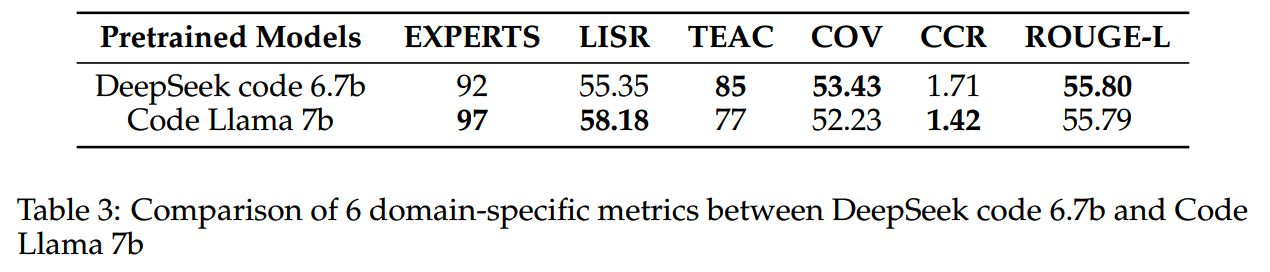 Pretrained Models EXPERTS LISR TEAC COV CCR ROUGE-L
DeepSeek code 6.7b 92 55.35 85 53.43 1.71 55.80
Code Llama 7b 97 58.18 77 52.23 1.42 55.79
Table 3: Comparison of 6 domain-specific metrics between DeepSeek code 6.7b and Code
Llama 7b